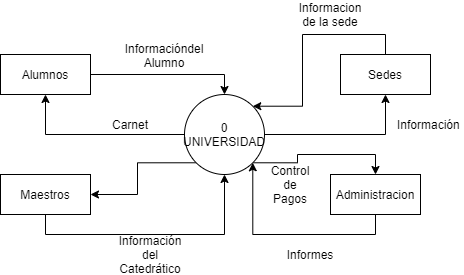 Informacion
de la sede
Informacióndel
Alumno
Alumnos
Sedes
0
UNIVERSIDAD
Carnet
Información
Control
de
Pagos
Maestros
Administracion
Información
del
Catedrático
Informes